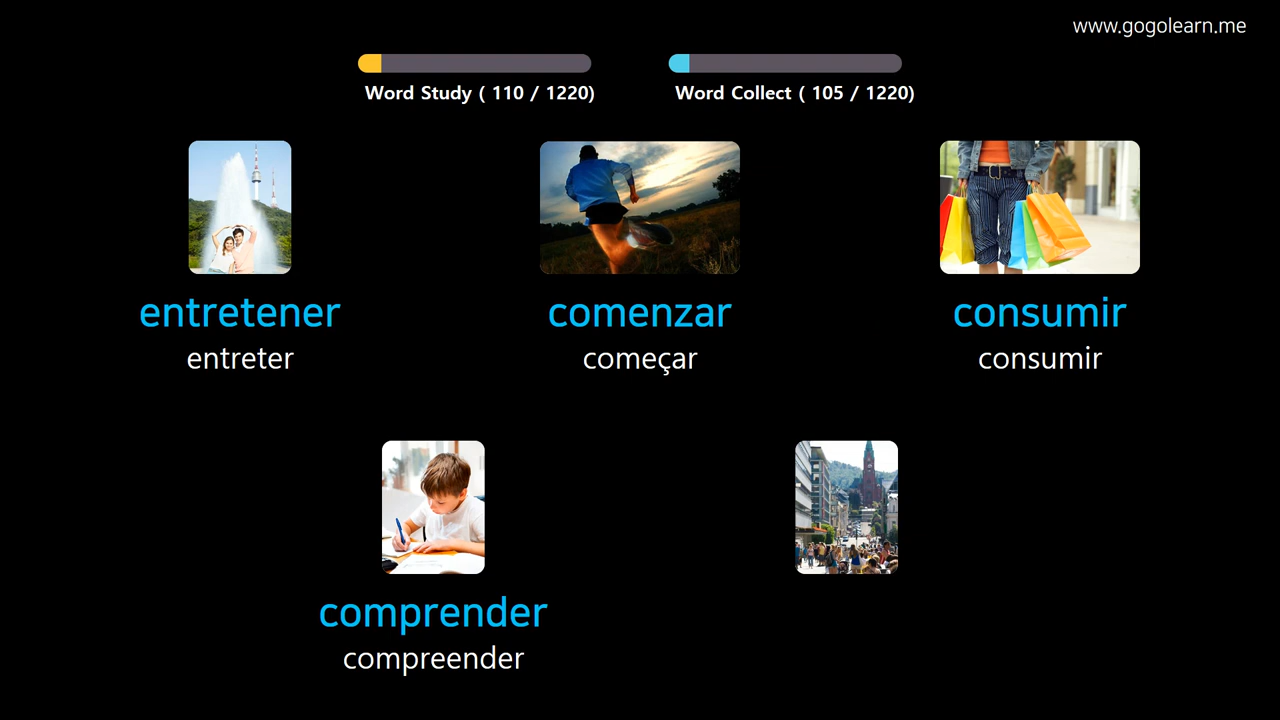 www.gogolearn.me
Word Study ( 110 / 1220)
Word Collect ( 105 / 1220)
entretener
entreter
comenzar
começar
consumir
consumir
comprender
compreender